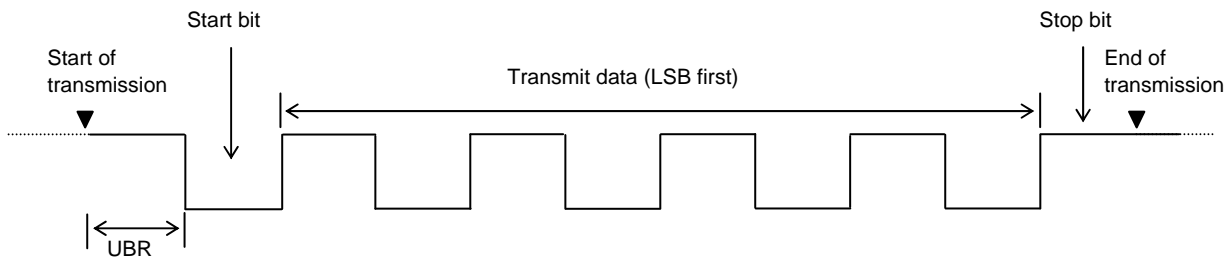 Start bit
Stop bit
Start of
transmission
Transmit data (LSB first)
End of
transmission
UBR